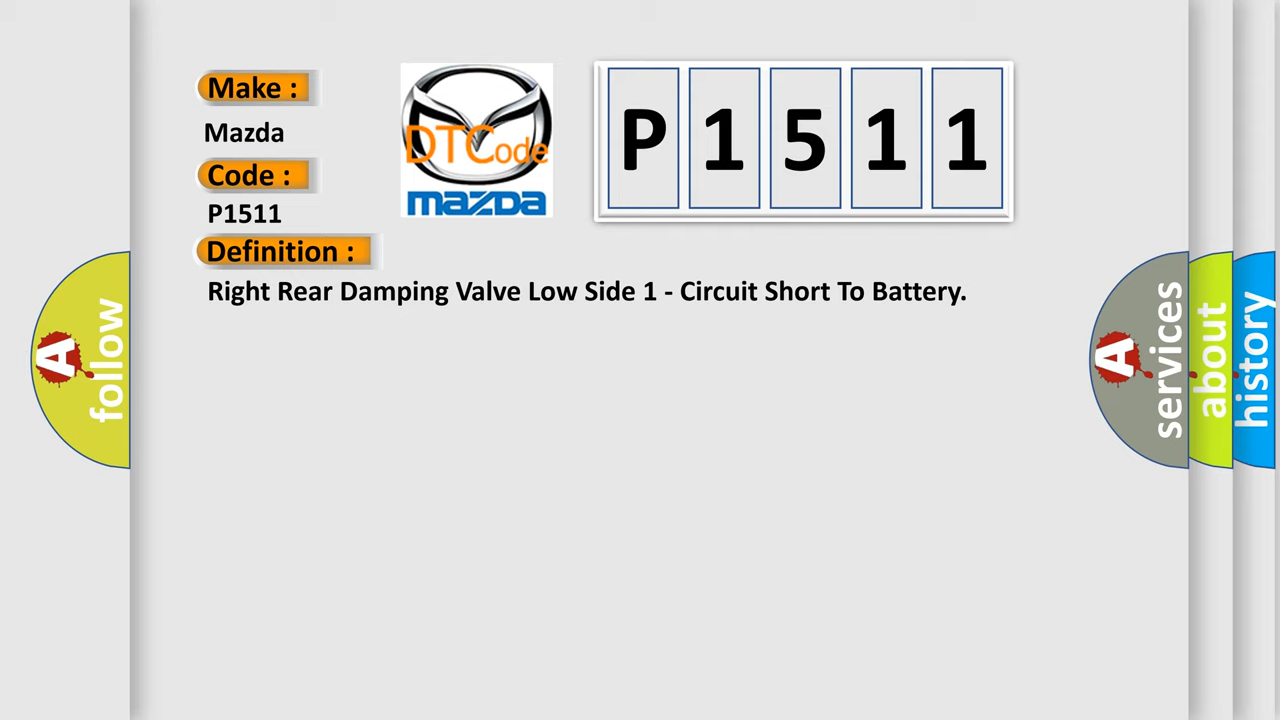 Make :
Mazda
Code :
P1511
Definition :
Right Rear Damping Valve Low Side 1 - Circuit Short To Battery.
DTCode
mazda
P 1 5 1 1
A
follow
A
services
about
history